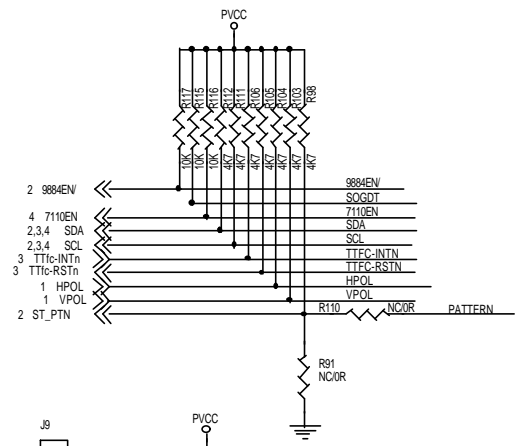 PVCC
R117 R115 R116 R112 R111 R106 R105 R104 R103 R98
10K 10K 10K 4K7 4K7 4K7 4K7 4K7 4K7 4K7
2 9884EN/ 9884EN/
SOGDT
4 7110EN 7110EN
2,3,4 SDA SDA
2,3,4 SCL SCL
3 TTfc-INTn TTFC-INTN
3 TTfc-RSTn TTFC-RSTN
1 HPOL HPOL
1 VPOL VPOL
2 ST_PTN R110 NC/0R PATTERN
R91
NC/0R
J9 PVCC